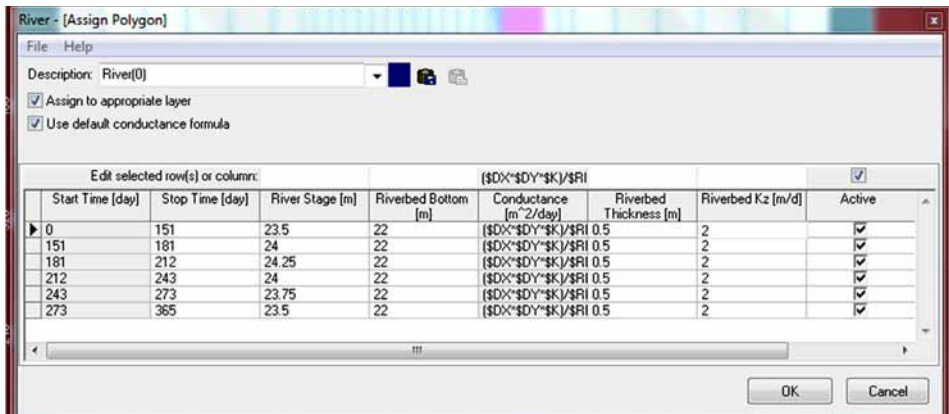 River - [Assign Polygon]
File Help
Description: River(0)
Assign to appropriate layer
Use default conductance formula
Edit selected row(s) or column: ($DX*$DY*$K)/$RI
Start Time [day] Stop Time [day] River Stage [m] Riverbed Bottom [m] Conductance [m^2/day] Riverbed Thickness [m] Riverbed Kz [m/d] Active
0 151 23.5 22 ($DX*$DY*$K)/$RI 0.5 2
151 181 24 22 ($DX*$DY*$K)/$RI 0.5 2
181 212 24.25 22 ($DX*$DY*$K)/$RI 0.5 2
212 243 24 22 ($DX*$DY*$K)/$RI 0.5 2
243 273 23.75 22 ($DX*$DY*$K)/$RI 0.5 2
273 365 23.5 22 ($DX*$DY*$K)/$RI 0.5 2
OK Cancel